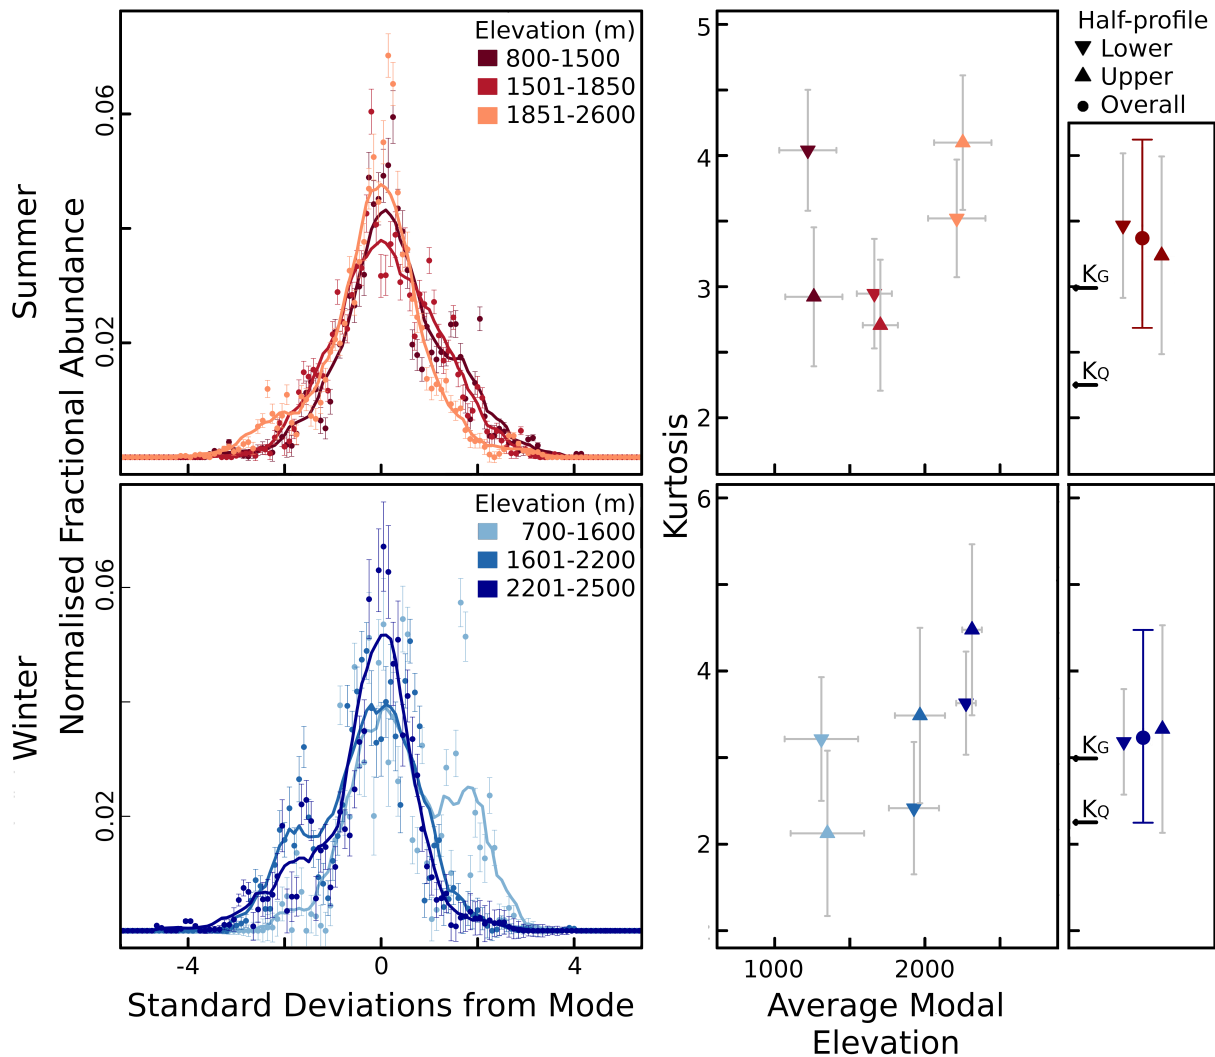 Summer
Winter
Normalised Fractional Abundance
0.06
0.02
Elevation (m)
800-1500
1501-1850
1851-2600
0.06
0.02
Elevation (m)
700-1600
1601-2200
2201-2500
-4
0
4
Standard Deviations from Mode
Kurtosis
5
4
3
2
6
4
2
1000
2000
Average Modal
Elevation
Half-profile
Lower
Upper
Overall
KG
KQ
KG
KQ